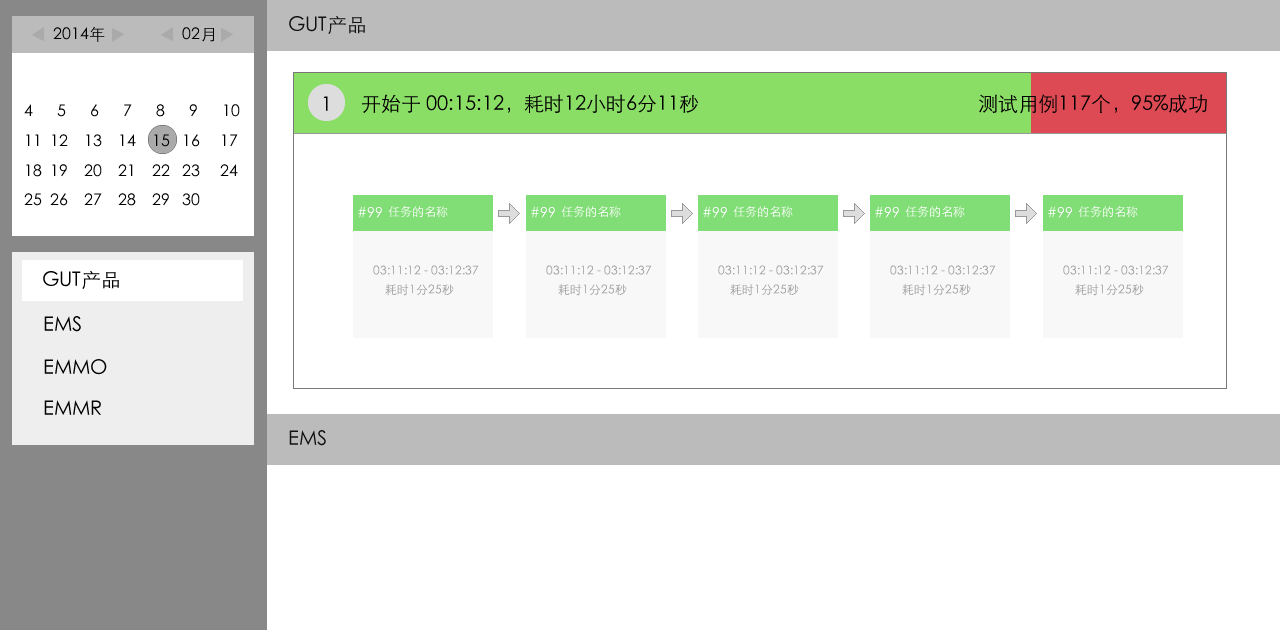 2014年 02月
4 5 6 7 8 9 10
11 12 13 14 15 16 17
18 19 20 21 22 23 24
25 26 27 28 29 30
GUT产品
EMS
EMMO
EMMR
GUT产品
1 开始于 00:15:12，耗时12小时6分11秒 测试用例117个，95%成功
#99 任务的名称 #99 任务的名称 #99 任务的名称 #99 任务的名称 #99 任务的名称
03:11:12 - 03:12:37 03:11:12 - 03:12:37 03:11:12 - 03:12:37 03:11:12 - 03:12:37 03:11:12 - 03:12:37
耗时1分25秒 耗时1分25秒 耗时1分25秒 耗时1分25秒 耗时1分25秒
EMS